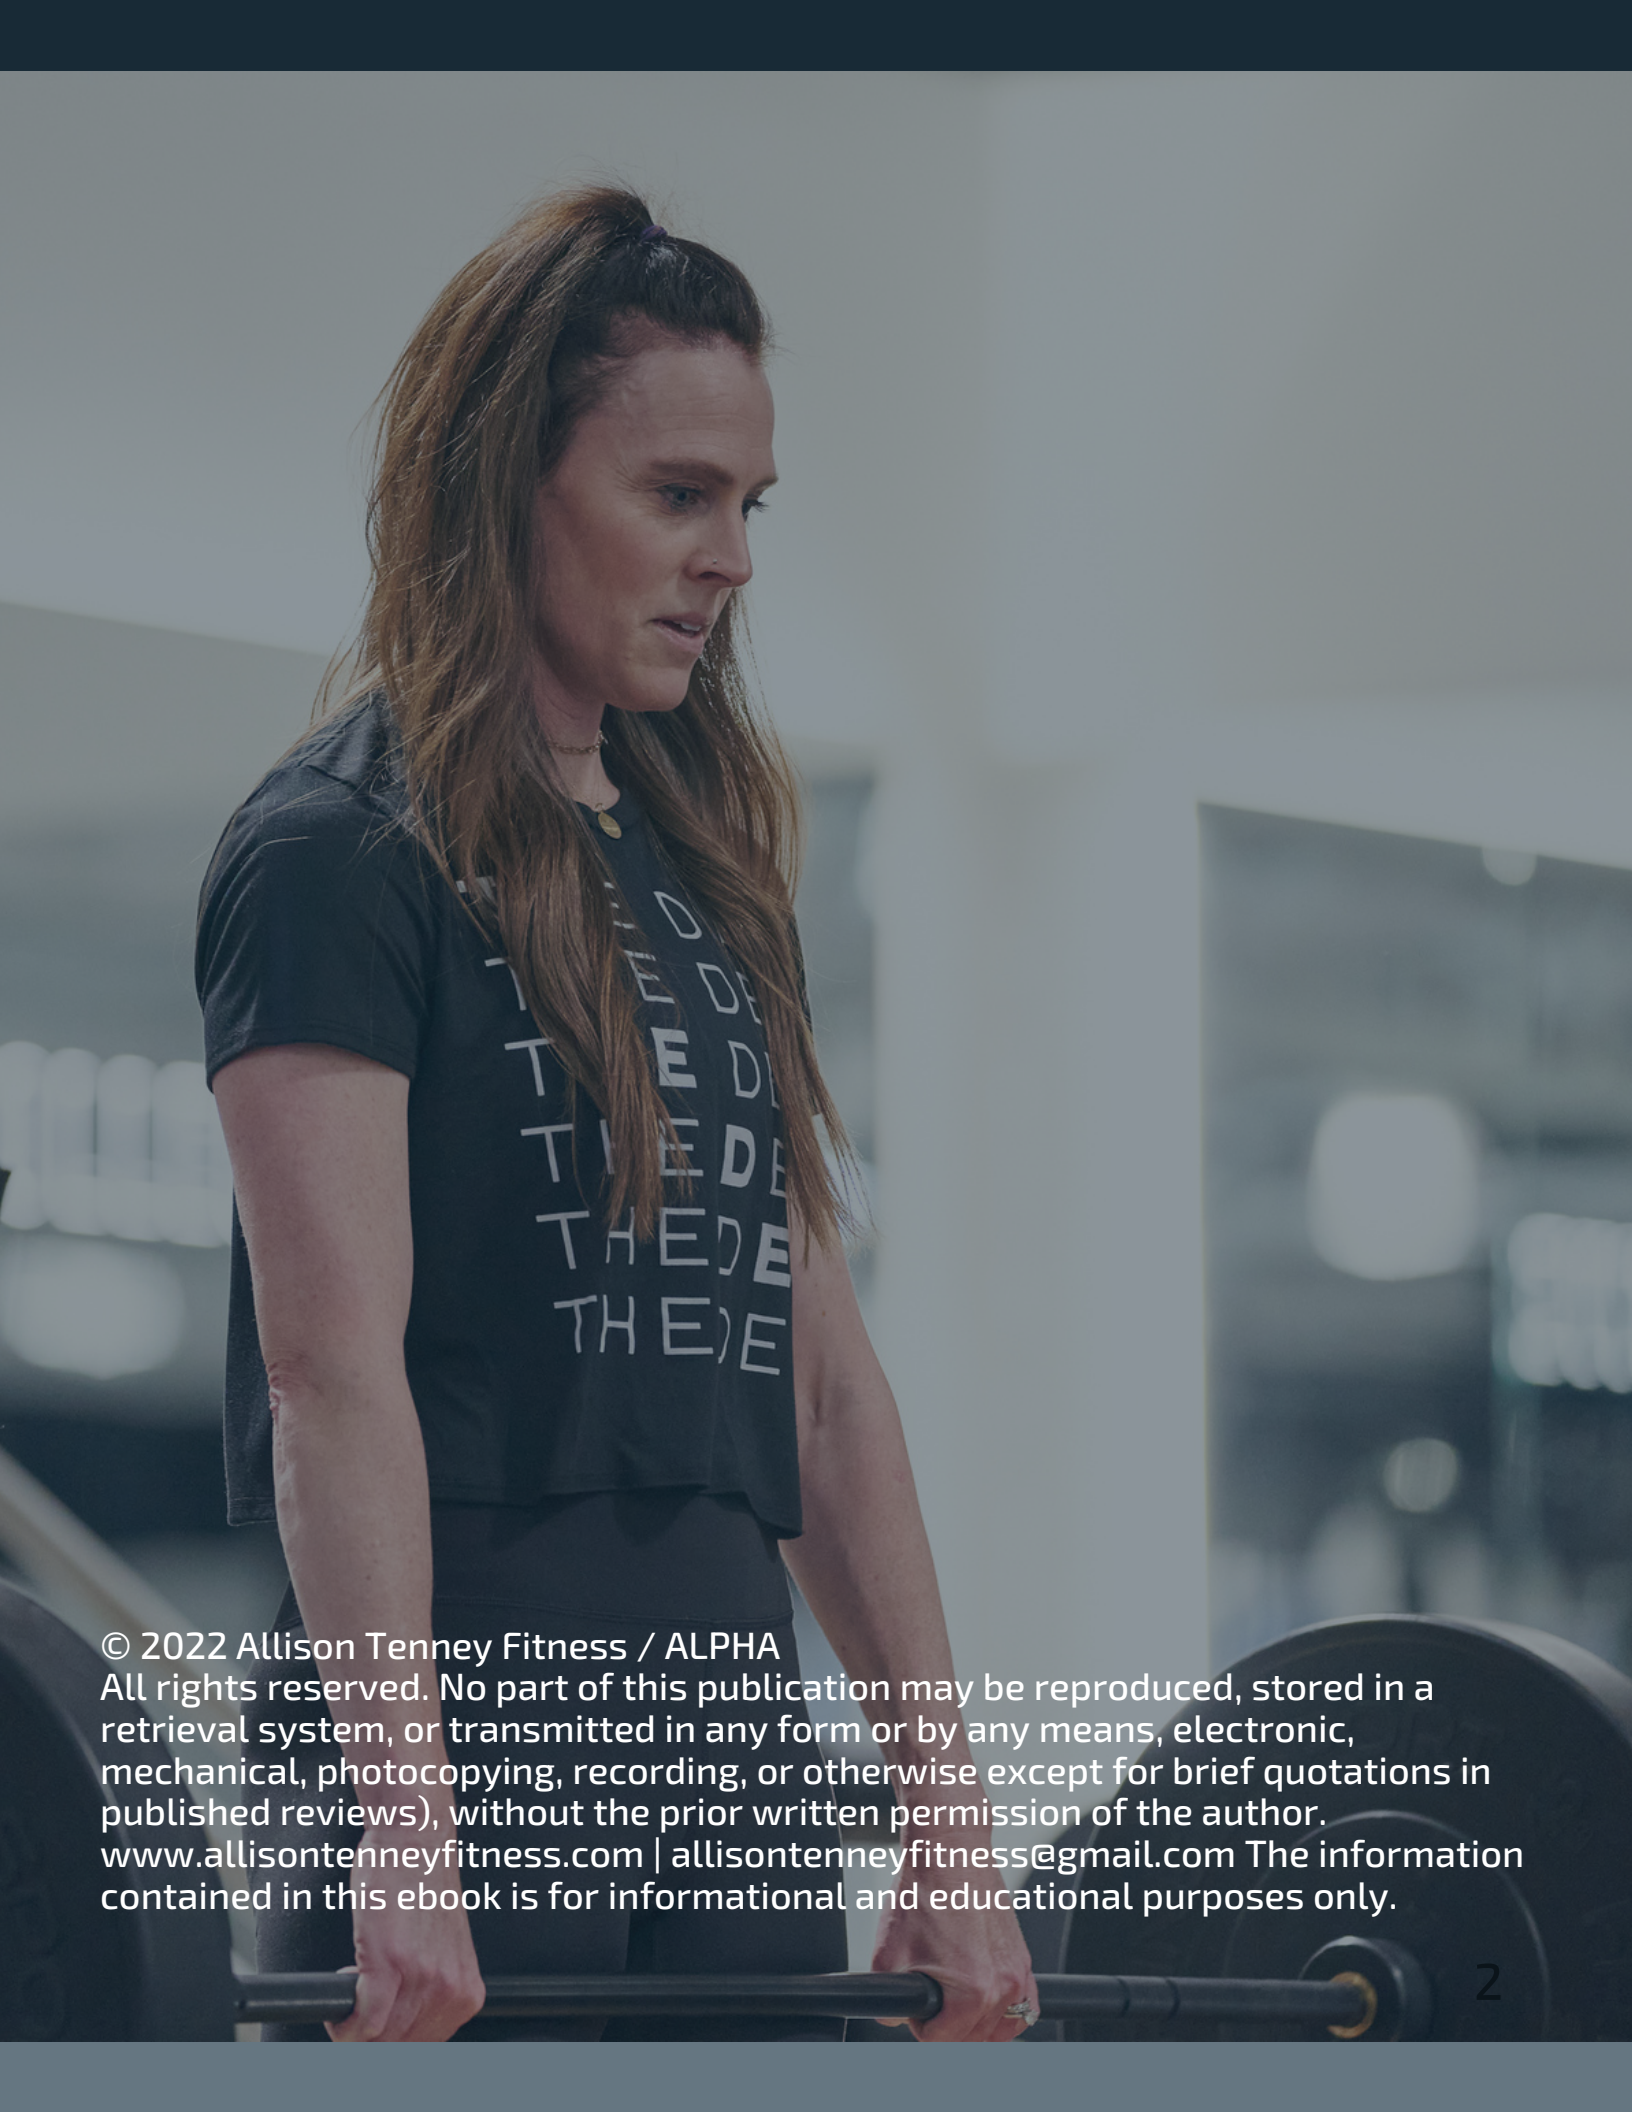 T E D
T E DE
T E D
T H E D E
T H E D E
T H E D E
© 2022 Allison Tenney Fitness / ALPHA
All rights reserved. No part of this publication may be reproduced, stored in a
retrieval system, or transmitted in any form or by any means, electronic,
mechanical, photocopying, recording, or otherwise except for brief quotations in
published reviews), without the prior written permission of the author.
www.allisontenneyfitness.com | allisontenneyfitness@gmail.com The information
contained in this ebook is for informational and educational purposes only.
2